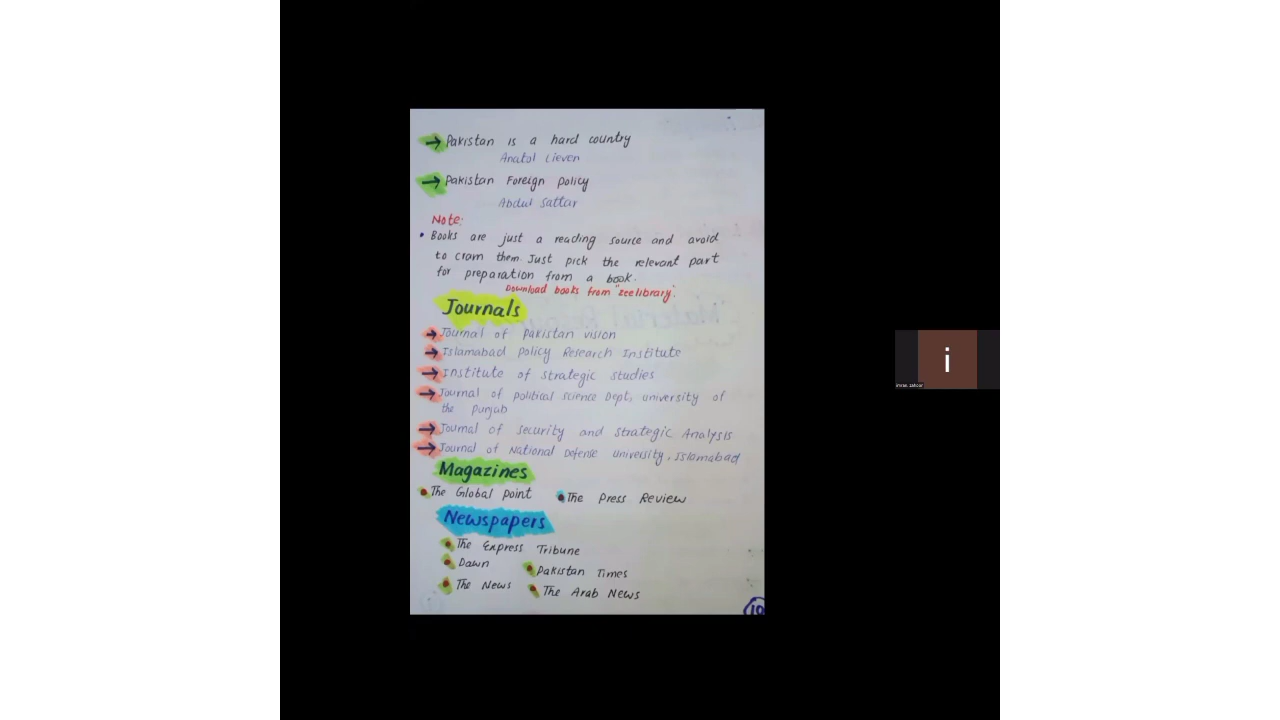 → Pakistan is a hard country
Anatol Lieven
→ Pakistan Foreign policy
Abdul Sattar
Note:
• Books are just a reading source and avoid
to cram them. Just pick the relevant part
for preparation from a book.
Download books from "zeelibrary".
Journals
→ Journal of Pakistan vision
→ Islamabad policy Research Institute
→ Institute of strategic studies
→ Journal of political science Dept, university of
the punjab
→ Journal of security and strategic Analysis
→ Journal of National Defense University, Islamabad
Magazines
• The Global point • The Press Review
Newspapers
• The Express Tribune
• Dawn • Pakistan Times
• The News • The Arab News
10
i
imran zahoor